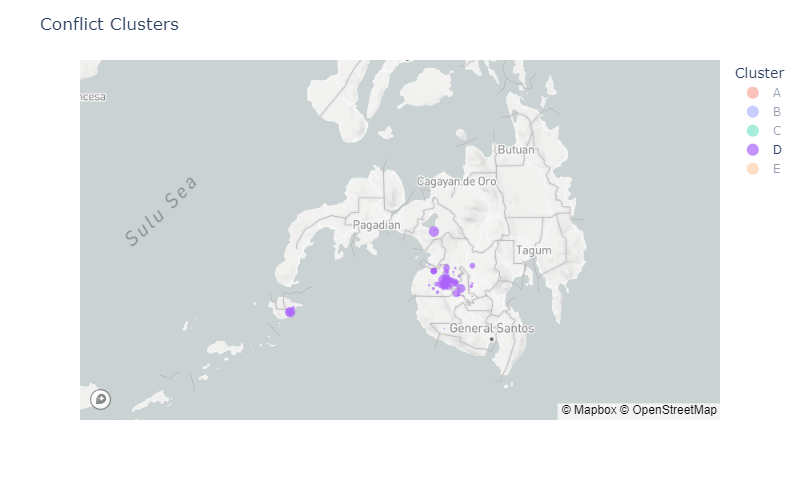 Conflict Clusters
Cluster
A
B
C
D
E
ncesa
Butuan
Cagayan de Oro
Sulu Sea
Pagadian
Tagum
General Santos
© Mapbox © OpenStreetMap